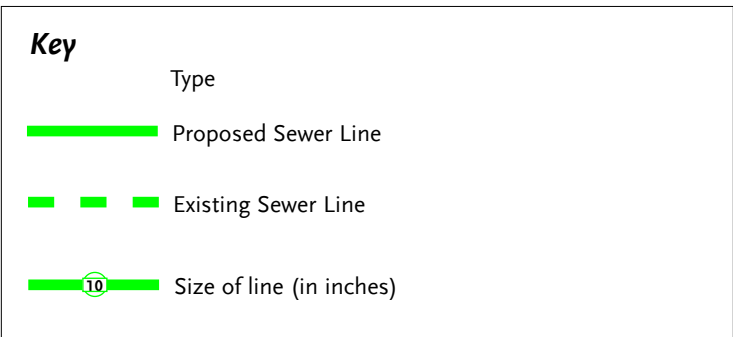 Key
Type
Proposed Sewer Line
Existing Sewer Line
10 Size of line (in inches)